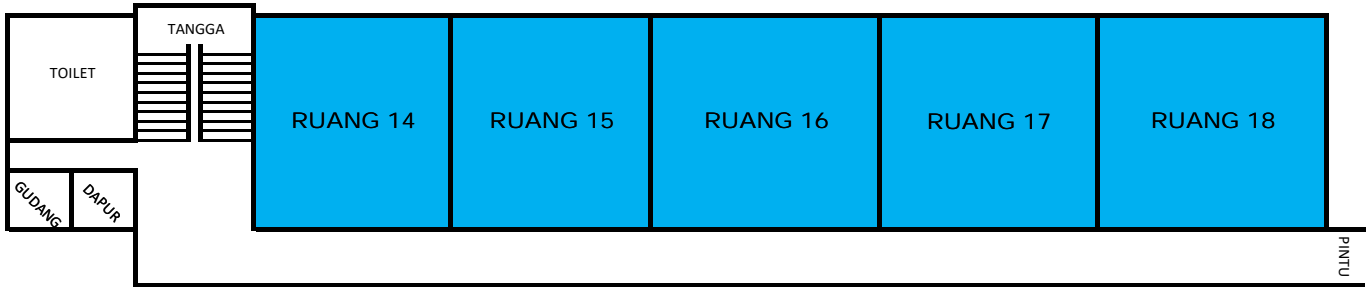 TANGGA
TOILET
RUANG 14
RUANG 15
RUANG 16
RUANG 17
RUANG 18
GUDANG
DAPUR
PINTU